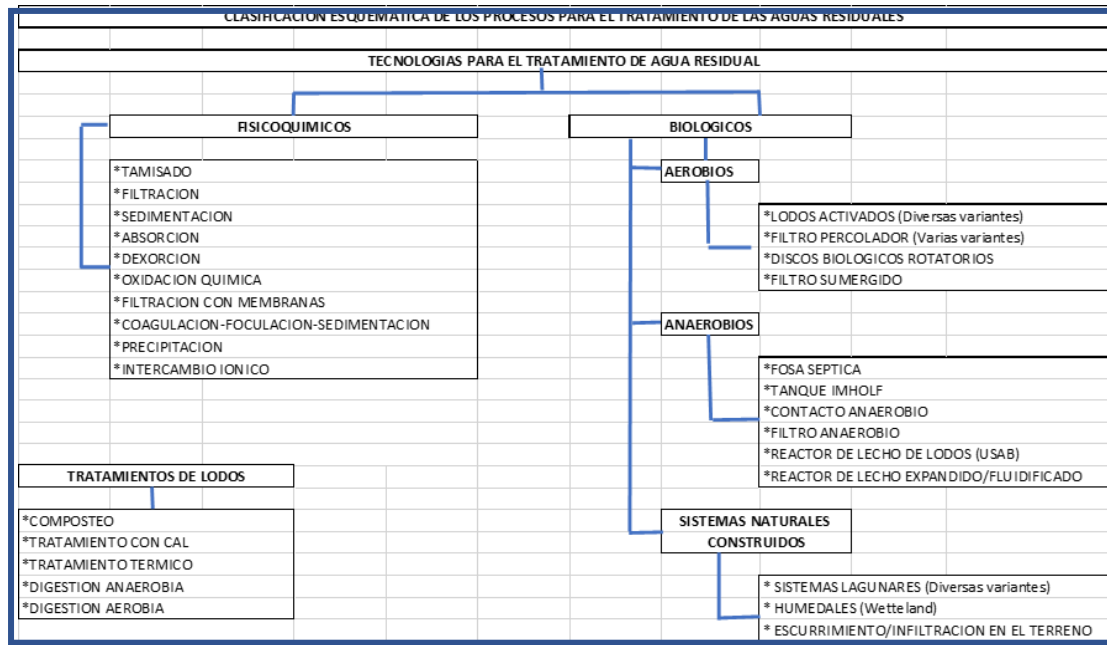 CLASIFICACION ESQUEMATICA DE LOS PROCESOS PARA EL TRATAMIENTO DE LAS AGUAS RESIDUALES
TECNOLOGIAS PARA EL TRATAMIENTO DE AGUA RESIDUAL
FISICOQUIMICOS
*TAMISADO
*FILTRACION
*SEDIMENTACION
*ABSORCION
*DEXORCION
*OXIDACION QUIMICA
*FILTRACION CON MEMBRANAS
*COAGULACION-FOCULACION-SEDIMENTACION
*PRECIPITACION
*INTERCAMBIO IONICO
BIOLOGICOS
AEROBIOS
*LODOS ACTIVADOS (Diversas variantes)
*FILTRO PERCOLADOR (Varias variantes)
*DISCOS BIOLOGICOS ROTATORIOS
*FILTRO SUMERGIDO
ANAEROBIOS
*FOSA SEPTICA
*TANQUE IMHOLF
*CONTACTO ANAEROBIO
*FILTRO ANAEROBIO
*REACTOR DE LECHO DE LODOS (USAB)
*REACTOR DE LECHO EXPANDIDO/FLUIDIFICADO
SISTEMAS NATURALES
CONSTRUIDOS
* SISTEMAS LAGUNARES (Diversas variantes)
* HUMEDALES (Wetteland)
* ESCURRIMIENTO/INFILTRACION EN EL TERRENO
TRATAMIENTOS DE LODOS
*COMPOSTEO
*TRATAMIENTO CON CAL
*TRATAMIENTO TERMICO
*DIGESTION ANAEROBIA
*DIGESTION AEROBIA